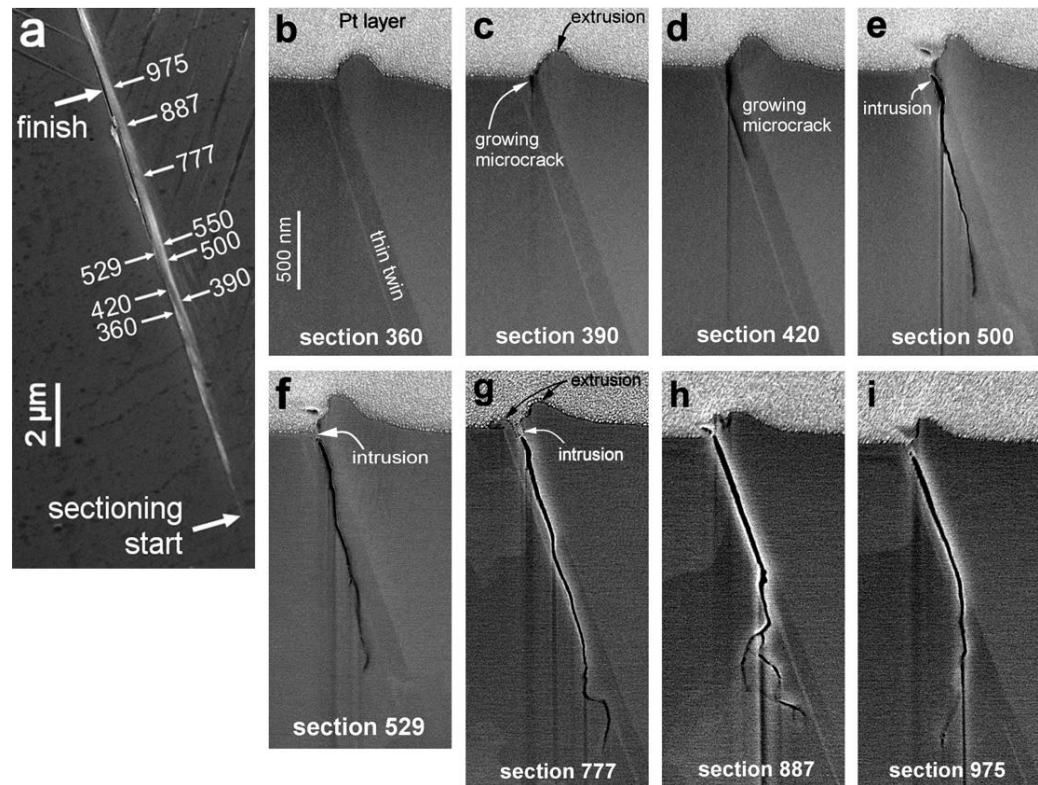 a
975
finish
887
777
550
500
529
390
420
360
2 µm
sectioning
start
b
Pt layer
500 nm
thin twin
section 360
c
extrusion
growing
microcrack
section 390
d
growing
microcrack
section 420
e
intrusion
section 500
f
intrusion
section 529
g
extrusion
intrusion
section 777
h
section 887
i
section 975